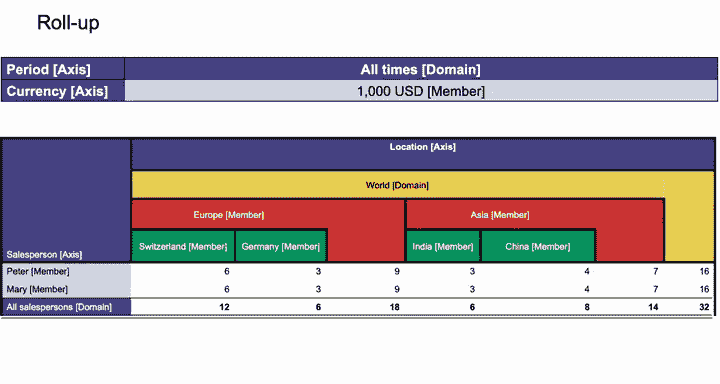 Roll-up
Period [Axis] All times [Domain]
Currency [Axis] 1,000 USD [Member]
Location [Axis]
World [Domain]
Europe [Member] Asia [Member]
Salesperson [Axis] Switzerland [Member] Germany [Member] India [Member] China [Member]
Peter [Member] 6 3 9 3 4 7 16
Mary [Member] 6 3 9 3 4 7 16
All salespersons [Domain] 12 6 18 6 8 14 32